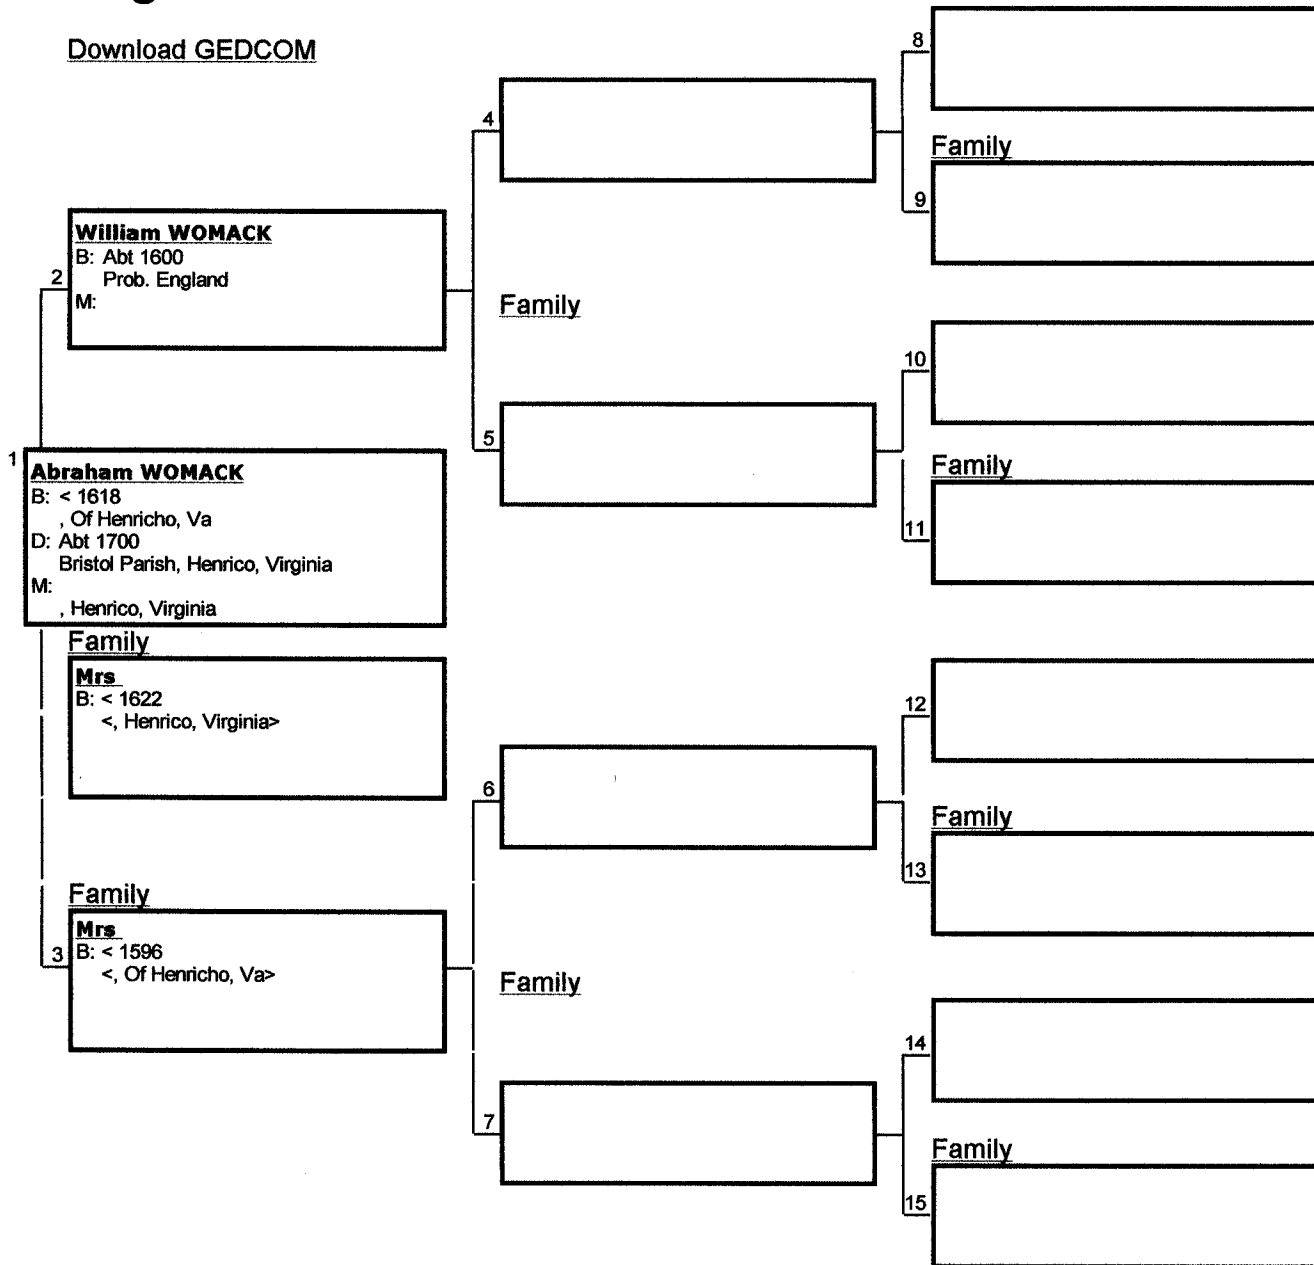 Download GEDCOM
8
4
Family
9
William WOMACK
B: Abt 1600
Prob. England
M:
2
Family
10
5
Family
11
1
Abraham WOMACK
B: < 1618
, Of Henricho, Va
D: Abt 1700
Bristol Parish, Henrico, Virginia
M:
, Henrico, Virginia
Family
Mrs
B: < 1622
<, Henrico, Virginia>
12
6
Family
13
Family
Mrs
B: < 1596
<, Of Henricho, Va>
3
Family
14
7
Family
15